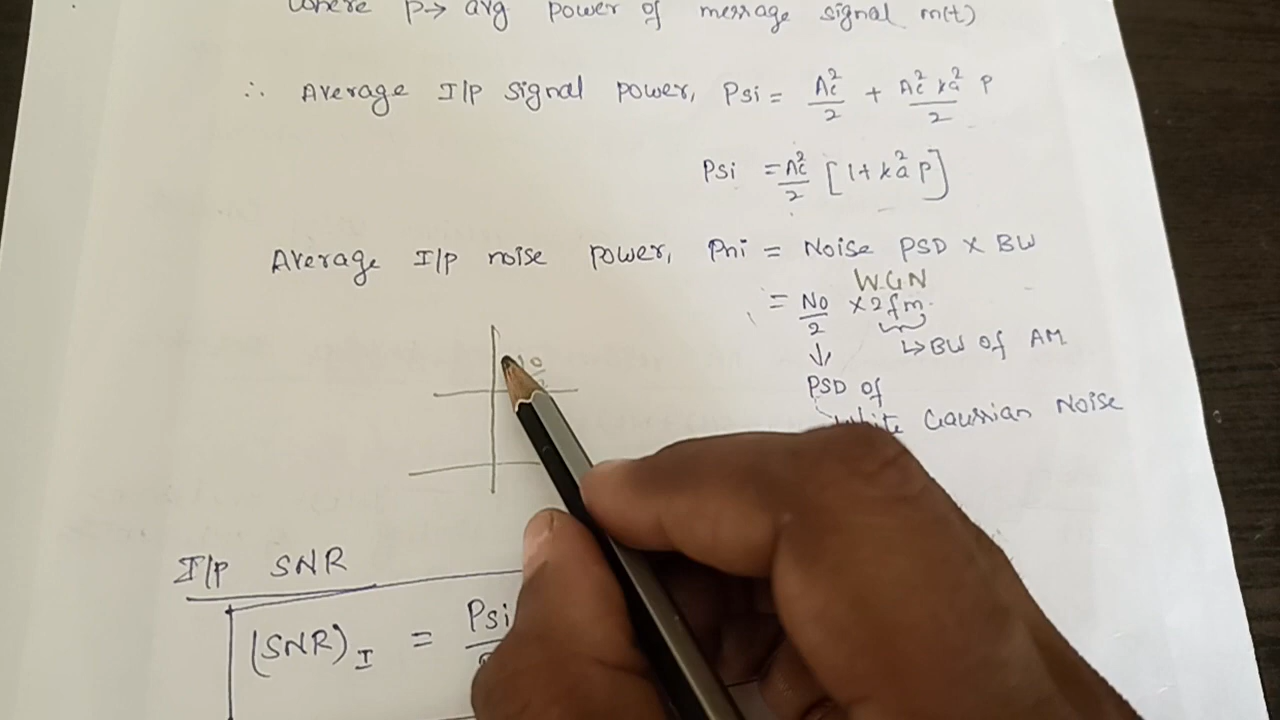 Where P→ avg power of message signal m(t)
∴ Average I/p signal power, Psi = Ac²/2 + Ac² ka²/2 P
Psi = Ac²/2 [1+ka² P]
Average I/p noise power, Pni = Noise PSD × BW
W.G.N
= No/2 × 2fm.
↳BW of AM
↓
PSD of
White Gaussian Noise
I/p SNR
(SNR)I = Psi